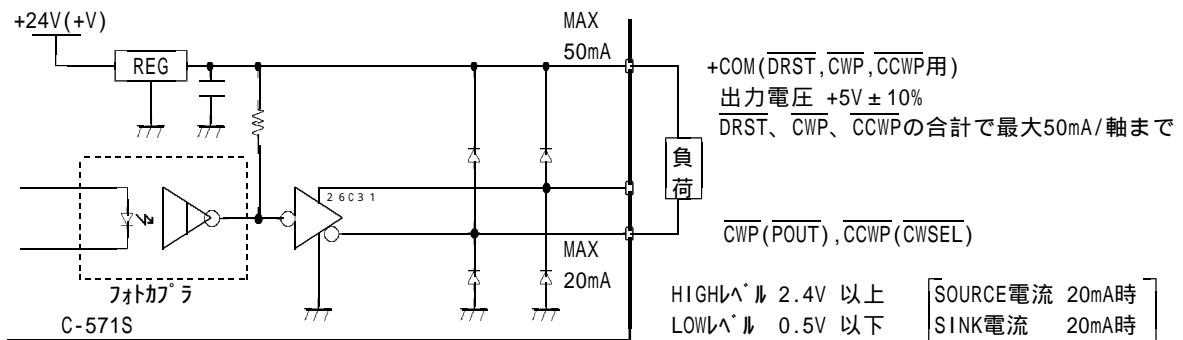 +24V(+V)
REG
MAX
50mA
+COM(DRST,CWP,CCWP用)
出力電圧 +5V±10%
DRST、CWP、CCWPの合計で最大50mA/軸まで
負荷
26C31
CWP(POUT),CCWP(CWSEL)
MAX
20mA
フォトカプラ
C-571S
HIGHレベル 2.4V 以上
SOURCE電流 20mA時
LOWレベル 0.5V 以下
SINK電流 20mA時